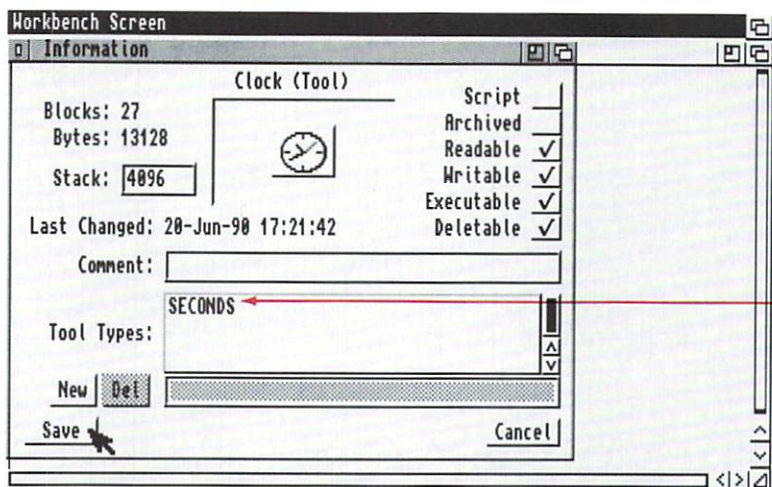 Workbench Screen
Information
Clock (Tool)
Blocks: 27
Bytes: 13128
Stack: 4096
Script
Archived
Readable ✓
Writable ✓
Executable ✓
Deletable ✓
Last Changed: 20-Jun-90 17:21:42
Comment:
Tool Types:
SECONDS
New
Del
Save
Cancel